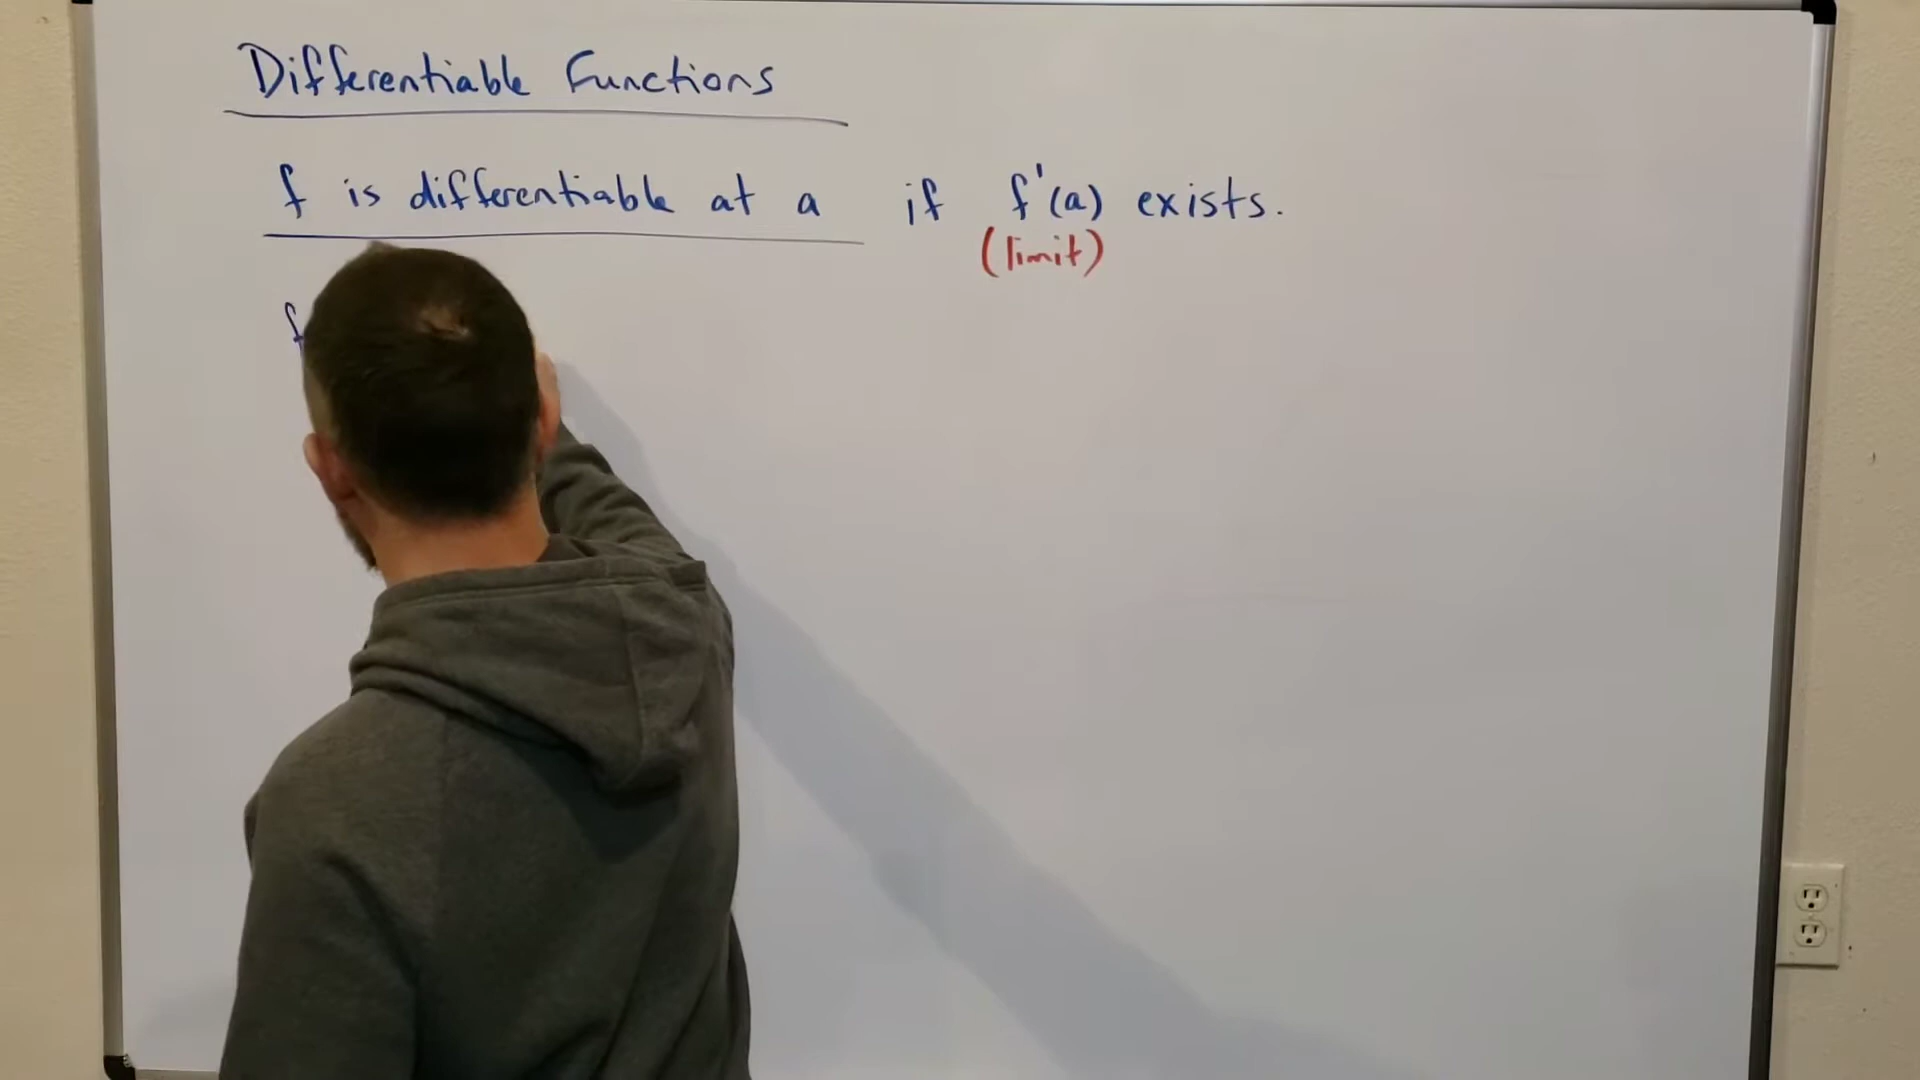 Differentiable Functions
f is differentiable at a if f'(a) exists.
(limit)
f